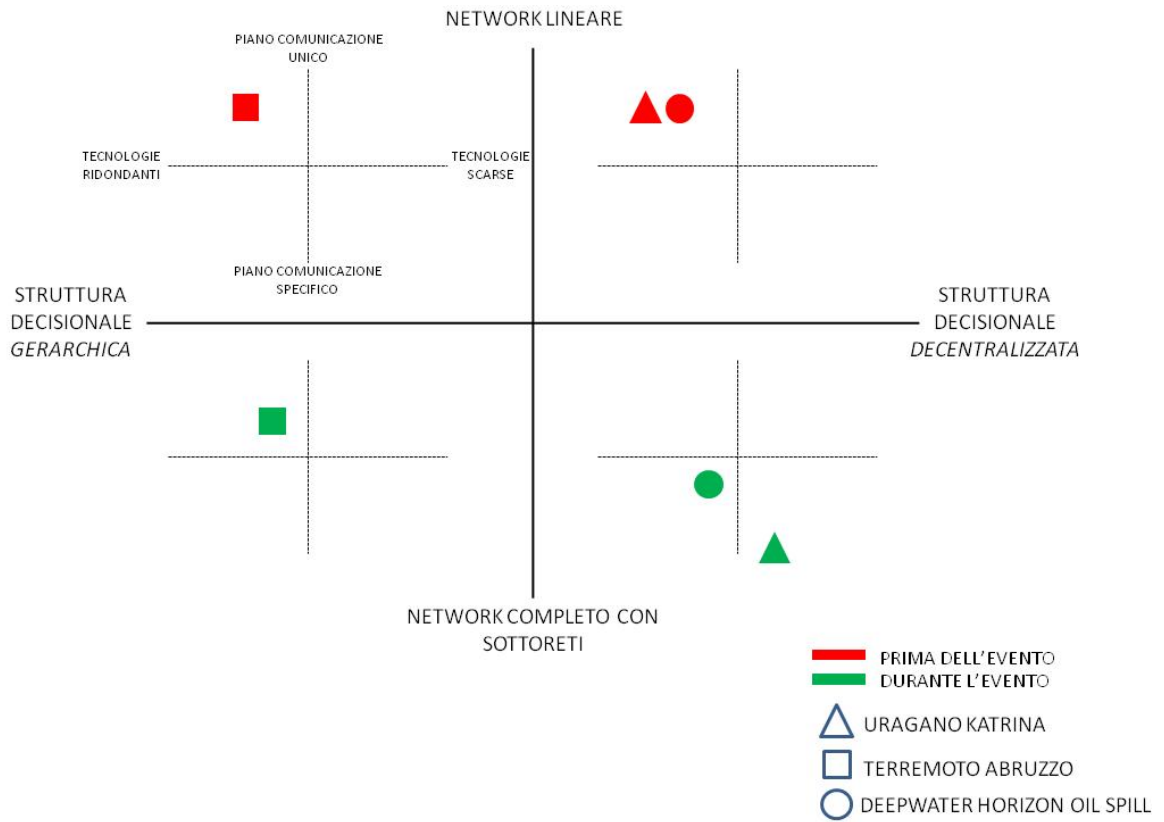 NETWORK LINEARE
PIANO COMUNICAZIONE
UNICO
TECNOLOGIE
RIDONDANTI
TECNOLOGIE
SCARSE
PIANO COMUNICAZIONE
SPECIFICO
STRUTTURA
DECISIONALE
GERARCHICA
STRUTTURA
DECISIONALE
DECENTRALIZZATA
NETWORK COMPLETO CON
SOTTORETI
PRIMA DELL'EVENTO
DURANTE L'EVENTO
URAGANO KATRINA
TERREMOTO ABRUZZO
DEEPWATER HORIZON OIL SPILL